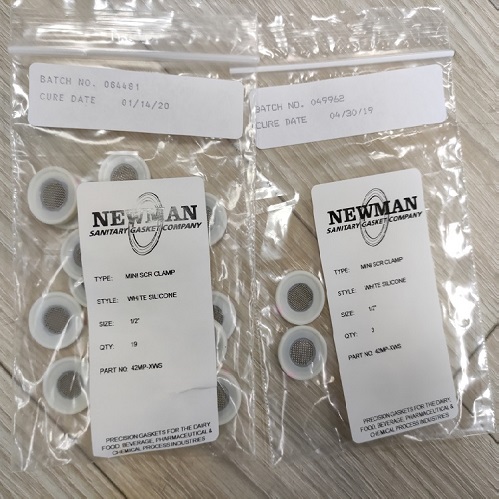 BATCH NO. 084481
CURE DATE 01/14/20
NEWMAN
SANITARY GASKET COMPANY
TYPE: MINI SCR CLAMP
STYLE: WHITE SILICONE
SIZE: 1/2"
QTY: 19
PART NO: 42MP-XWS
PRECISION GASKETS FOR THE DAIRY,
FOOD, BEVERAGE, PHARMACEUTICAL &
CHEMICAL PROCESS INDUSTRIES
BATCH NO. 049962
CURE DATE 04/30/19
NEWMAN
SANITARY GASKET COMPANY
TYPE: MINI SCR CLAMP
STYLE: WHITE SILICONE
SIZE: 1/2"
QTY:
PART NO: 42MP-XWS
PRECISION GASKETS FOR THE DAIRY,
FOOD, BEVERAGE, PHARMACEUTICAL &
CHEMICAL PROCESS INDUSTRIES